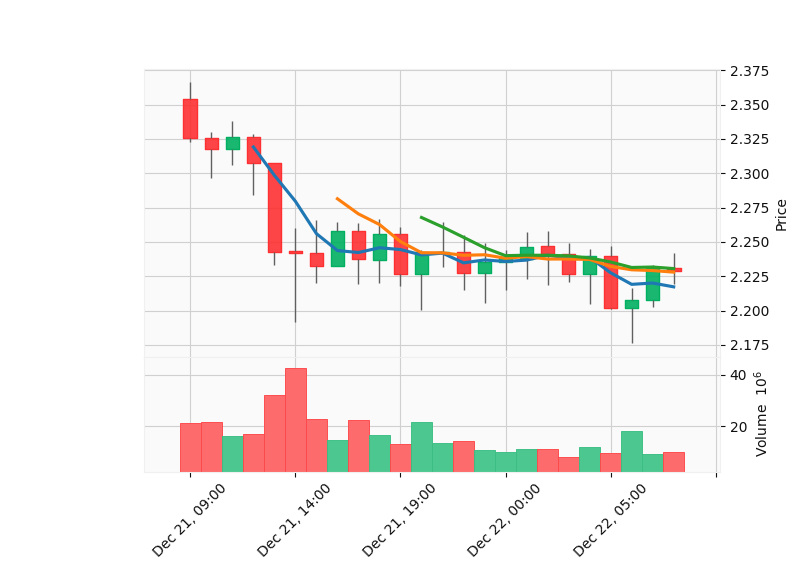 2.375
2.350
2.325
2.300
2.275
2.250
2.225
2.200
2.175
Price
40
20
Volume 10^6
Dec 21, 09:00
Dec 21, 14:00
Dec 21, 19:00
Dec 22, 00:00
Dec 22, 05:00